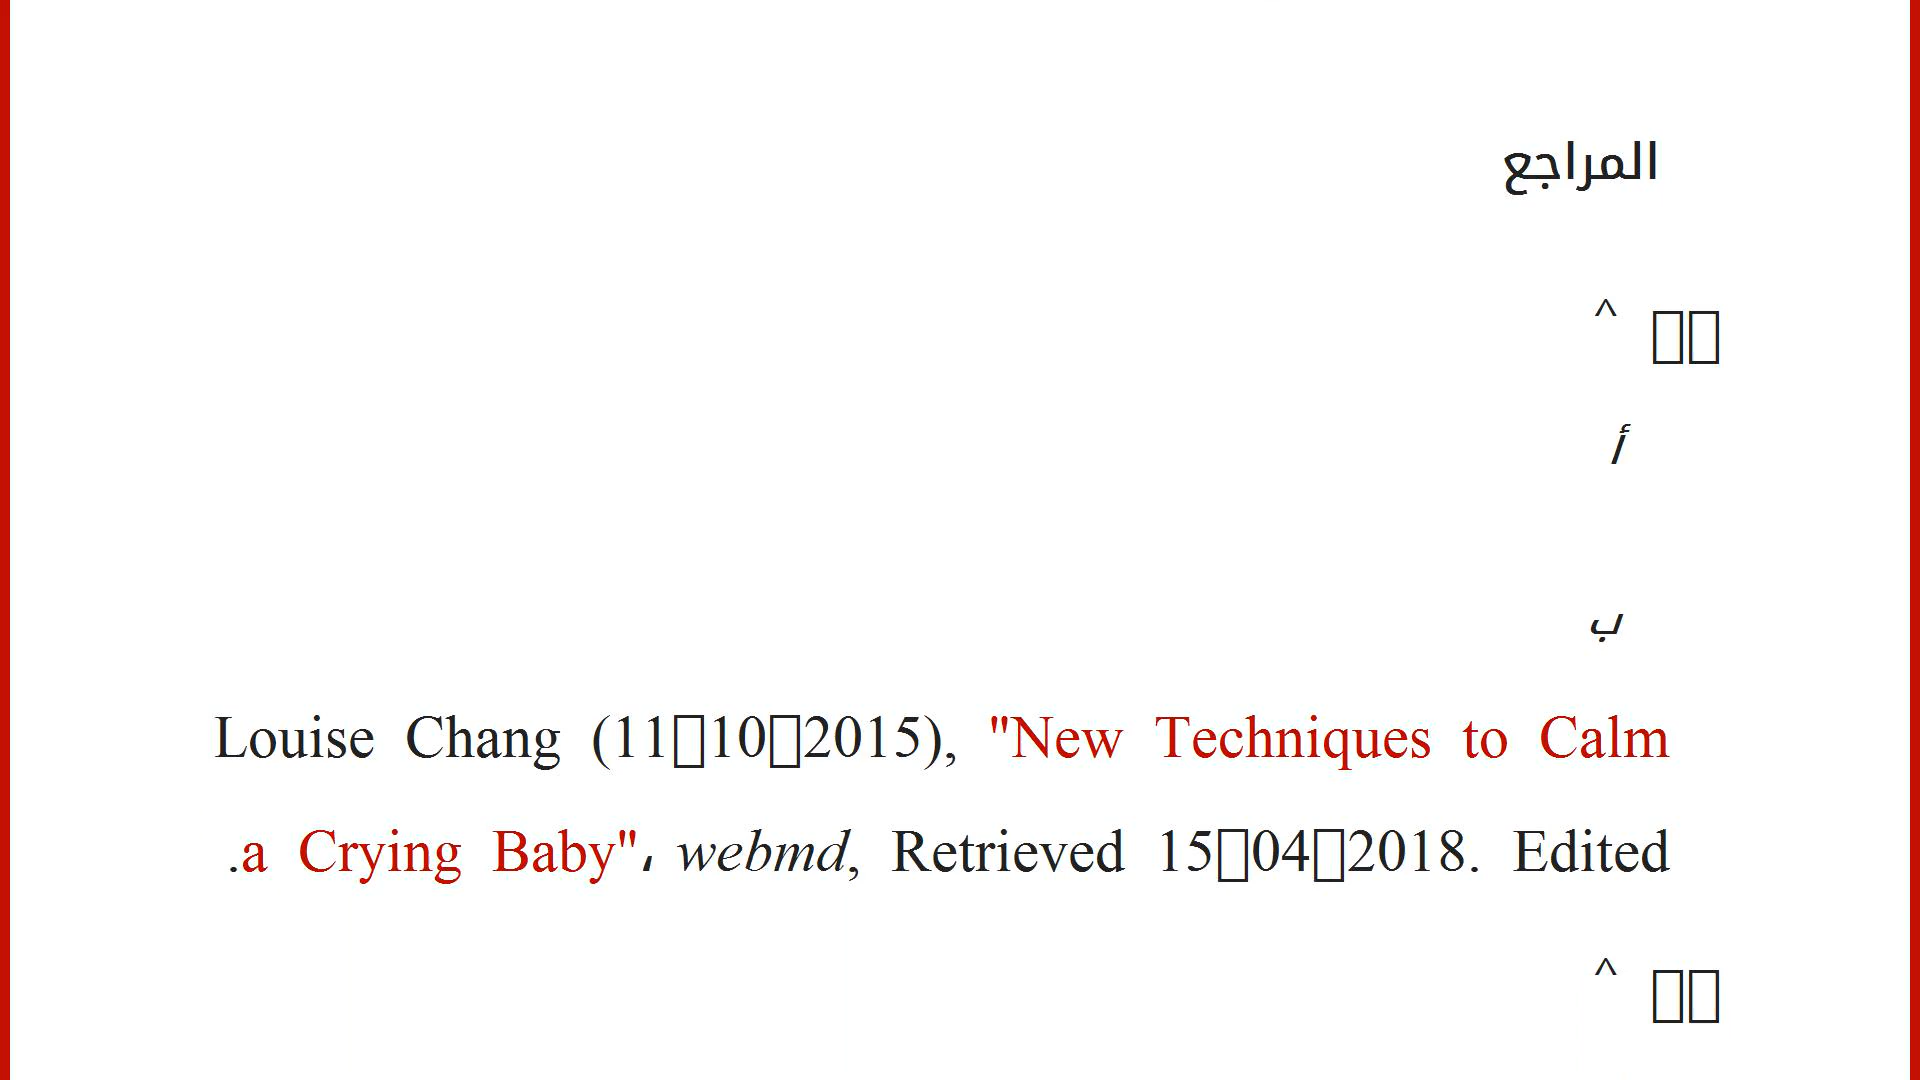 المراجع
▯▯ ^
أ
ب
Louise Chang (11▯10▯2015), "New Techniques to Calm
a Crying Baby"، webmd, Retrieved 15▯04▯2018. Edited.
▯▯ ^